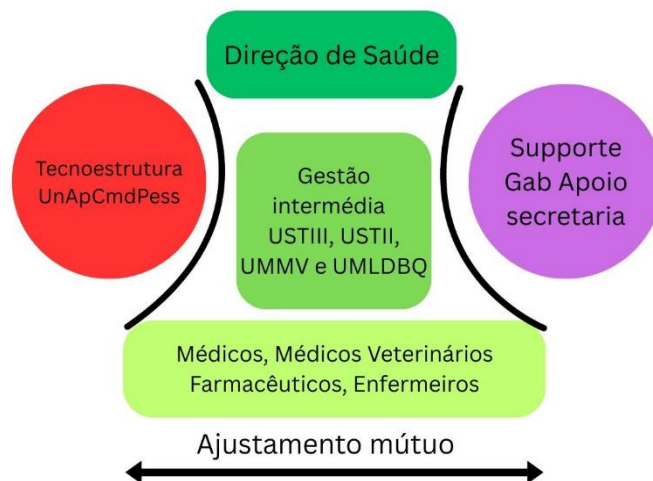 Direção de Saúde
Tecnoestrutura
UnApCmdPess
Gestão
intermédia
USTIII, USTII,
UMMV e UMLDBQ
Supporte
Gab Apoio
secretaria
Médicos, Médicos Veterinários
Farmacêuticos, Enfermeiros
Ajustamento mútuo